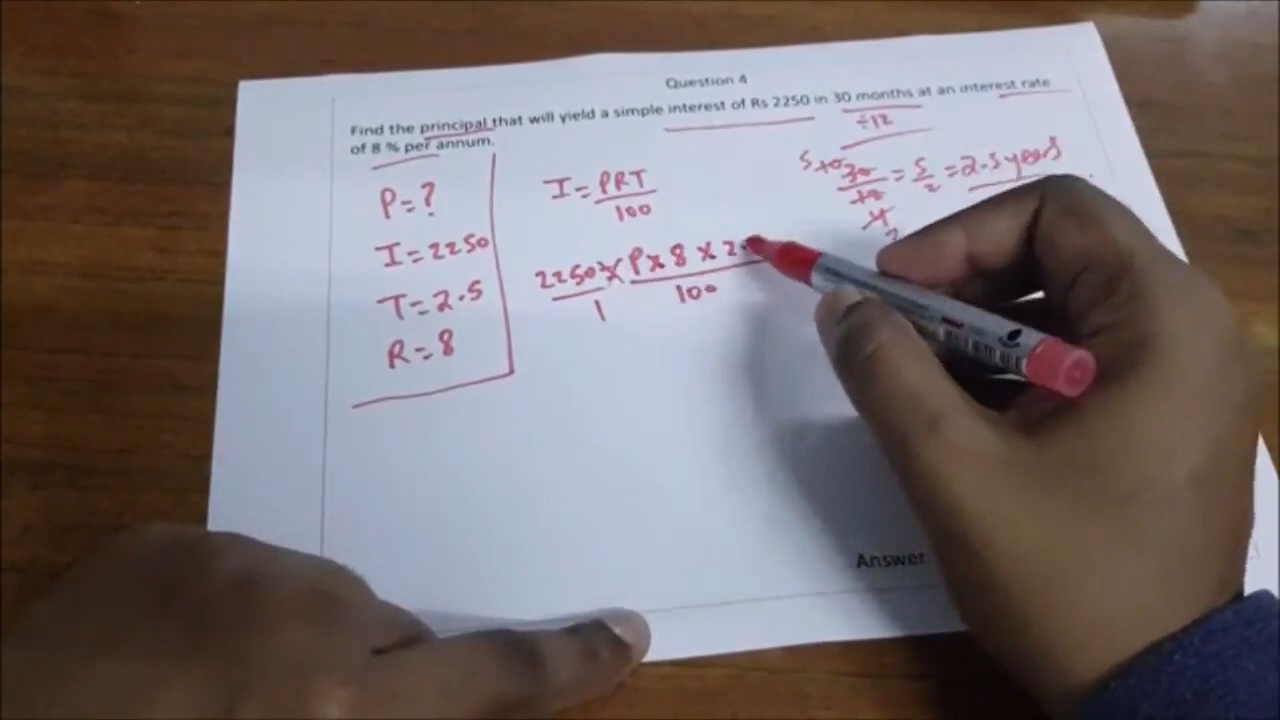 Question 4
Find the principal that will yield a simple interest of Rs 2250 in 30 months at an interest rate
of 8 % per annum.
÷12
30/12 = 5/2 = 2.5 years
P = ?
I = 2250
T = 2.5
R = 8
I = PRT/100
2250/1 = P x 8 x 2.
100
Answer